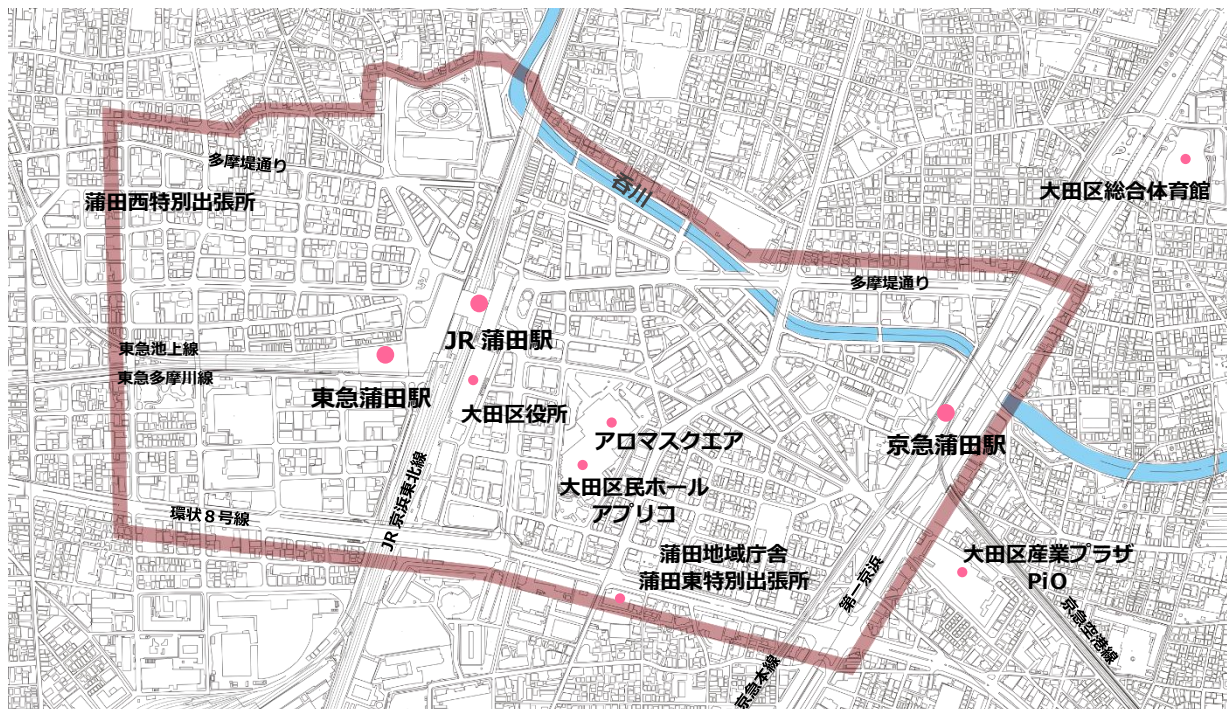 多摩堤通り
蒲田西特別出張所
呑川
大田区総合体育館
多摩堤通り
JR 蒲田駅
東急池上線
東急多摩川線
東急蒲田駅
大田区役所
アロマスクエア
京急蒲田駅
大田区民ホール
アプリコ
環状8号線
JR 京浜東北線
蒲田地域庁舎
蒲田東特別出張所
第一京浜
大田区産業プラザ
PiO
京急空港線
京急本線